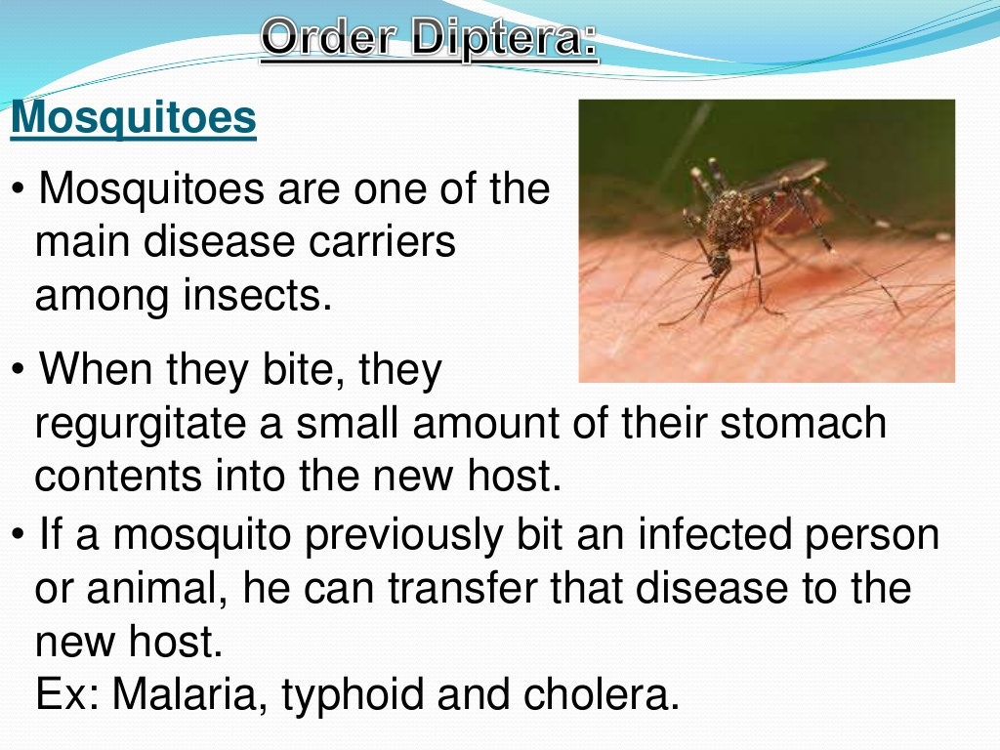 Order Diptera:
Mosquitoes
• Mosquitoes are one of the
main disease carriers
among insects.
• When they bite, they
regurgitate a small amount of their stomach
contents into the new host.
• If a mosquito previously bit an infected person
or animal, he can transfer that disease to the
new host.
Ex: Malaria, typhoid and cholera.